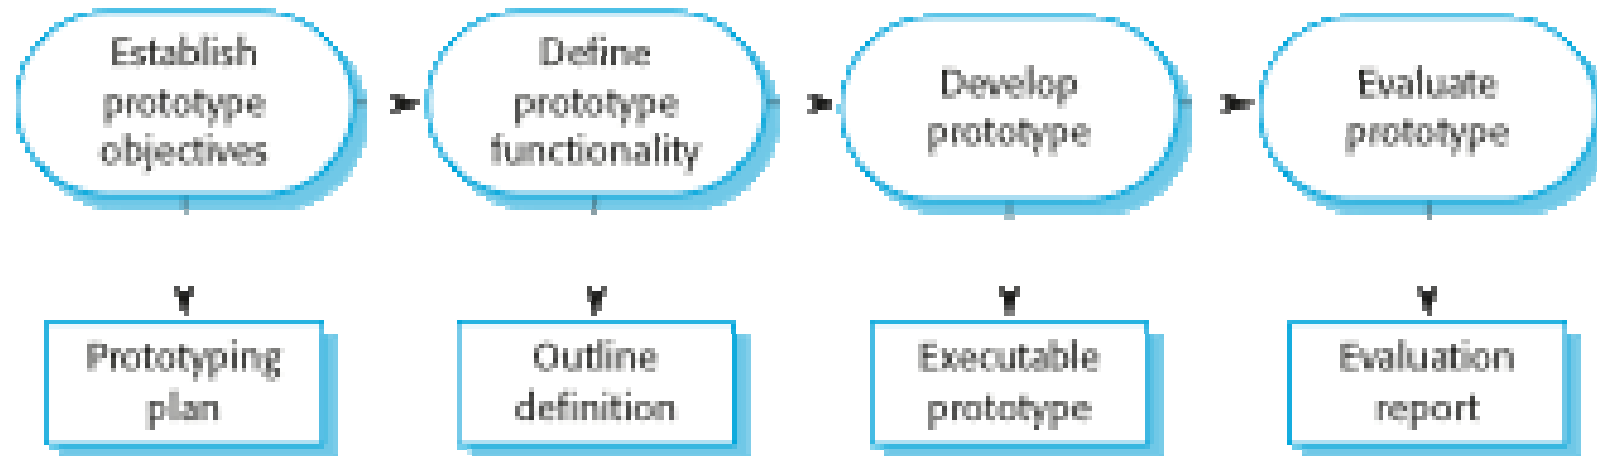 Establish
prototype
objectives
Define
prototype
functionality
Develop
prototype
Evaluate
prototype
Prototyping
plan
Outline
definition
Executable
prototype
Evaluation
report